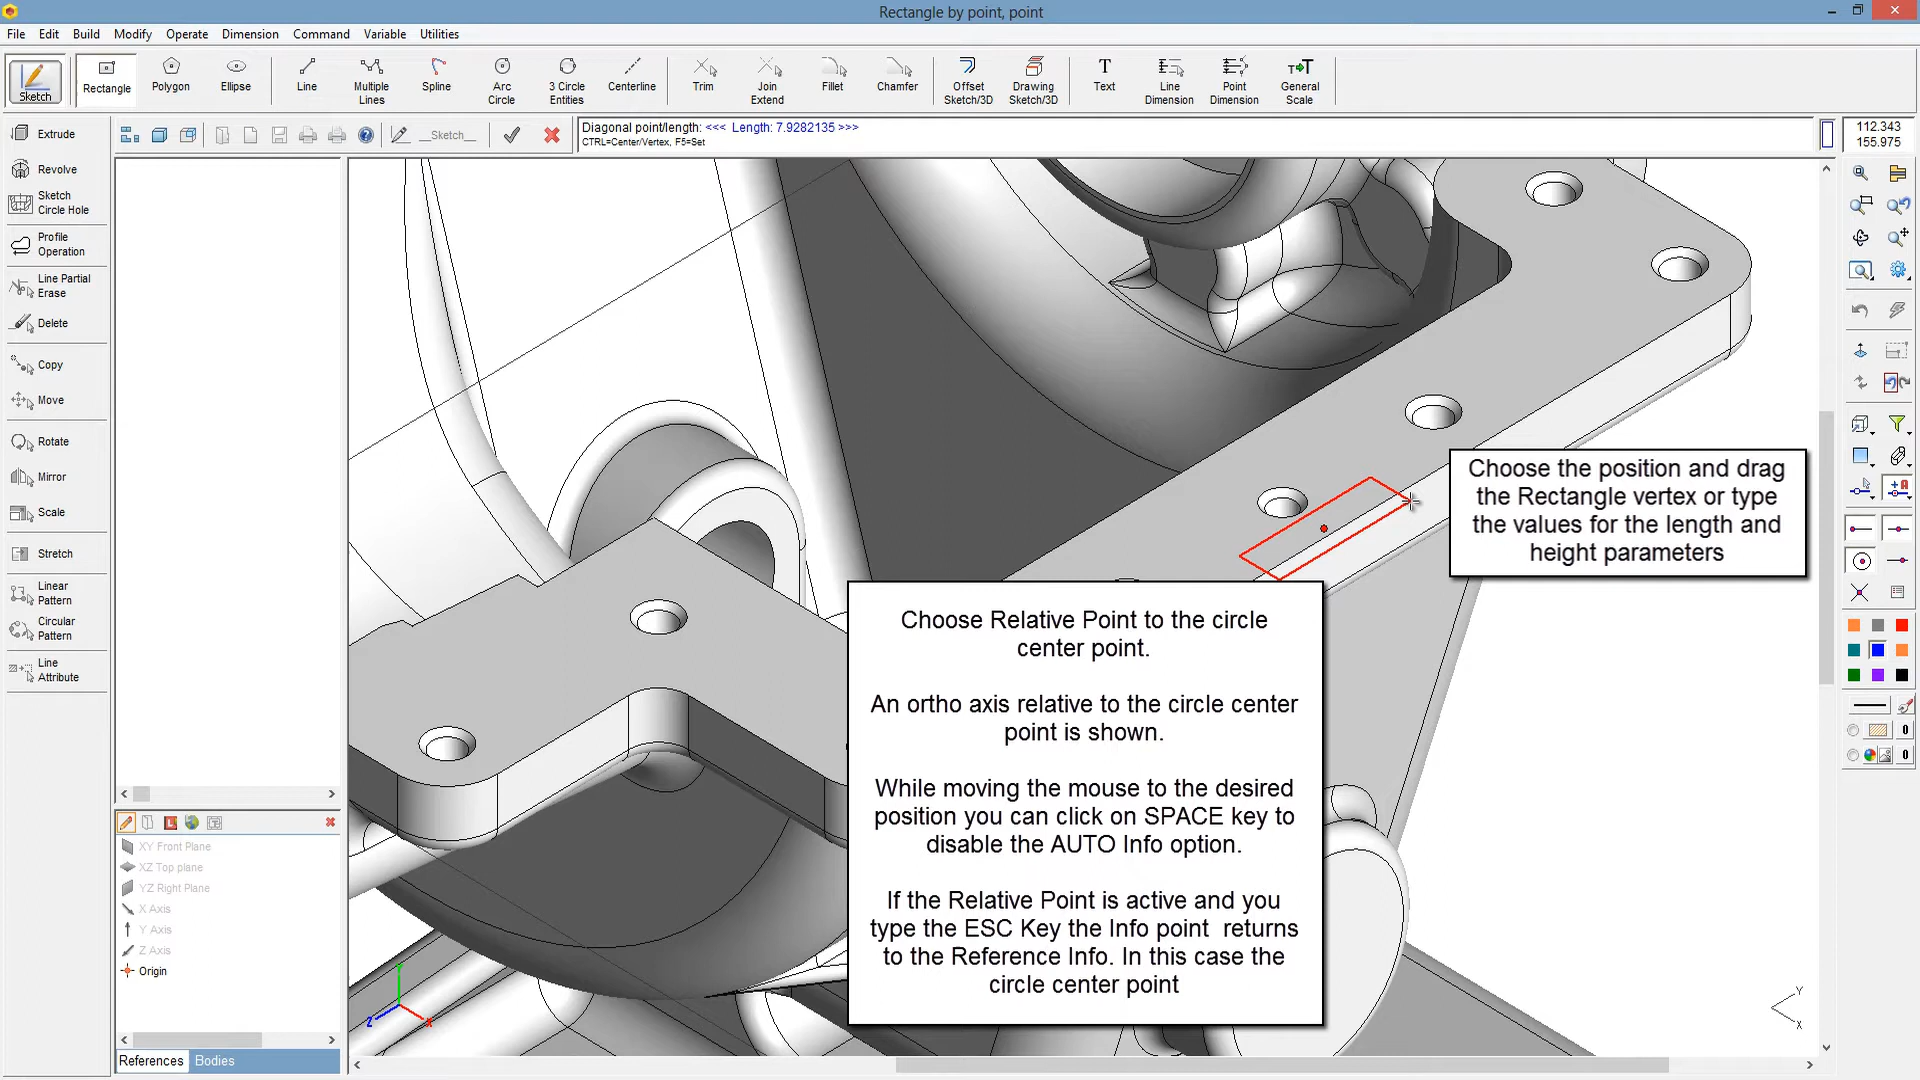 Rectangle by point, point
File Edit Build Modify Operate Dimension Command Variable Utilities
Sketch
Rectangle
Polygon
Ellipse
Line
Multiple
Lines
Spline
Arc
Circle
3 Circle
Entities
Centerline
Trim
Join
Extend
Fillet
Chamfer
Offset
Sketch/3D
Drawing
Sketch/3D
Text
Line
Dimension
Point
Dimension
General
Scale
__Sketch__
Diagonal point/length: <<< Length: 7.9282135 >>>
CTRL=Center/Vertex, F5=Set
112.343
155.975
Extrude
Revolve
Sketch
Circle Hole
Profile
Operation
Line Partial
Erase
Delete
Copy
Move
Rotate
Mirror
Scale
Stretch
Linear
Pattern
Circular
Pattern
Line
Attribute
Choose the position and drag
the Rectangle vertex or type
the values for the length and
height parameters
Choose Relative Point to the circle
center point.
An ortho axis relative to the circle center
point is shown.
While moving the mouse to the desired
position you can click on SPACE key to
disable the AUTO Info option.
If the Relative Point is active and you
type the ESC Key the Info point returns
to the Reference Info. In this case the
circle center point
XY Front Plane
XZ Top plane
YZ Right Plane
X Axis
Y Axis
Z Axis
Origin
References Bodies
Y
Z
X
Y
X
0
0